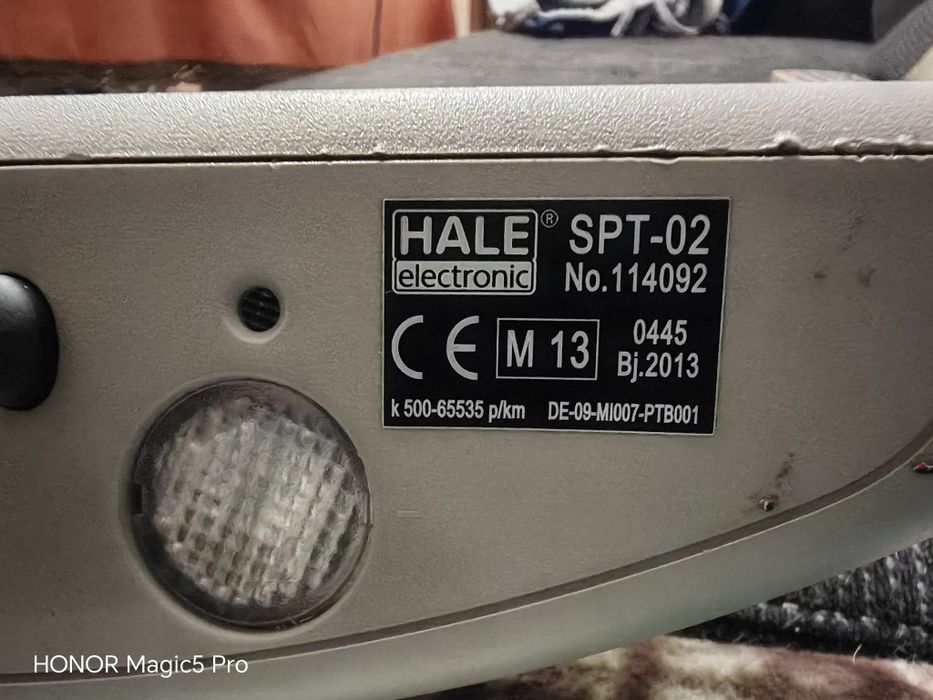 HALE® SPT-02
electronic No.114092
CE M 13 0445
Bj.2013
k 500-65535 p/km DE-09-MI007-PTB001
HONOR Magic5 Pro